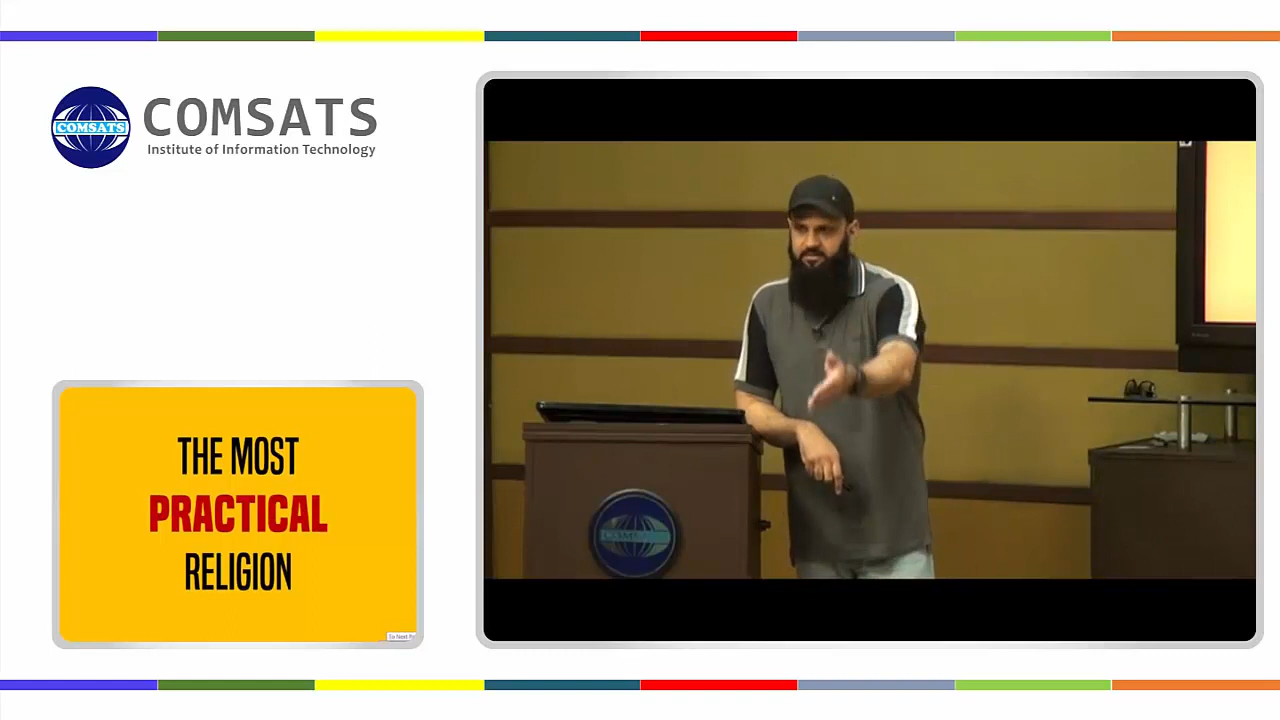 COMSATS
COMSATS
Institute of Information Technology
THE MOST
PRACTICAL
RELIGION